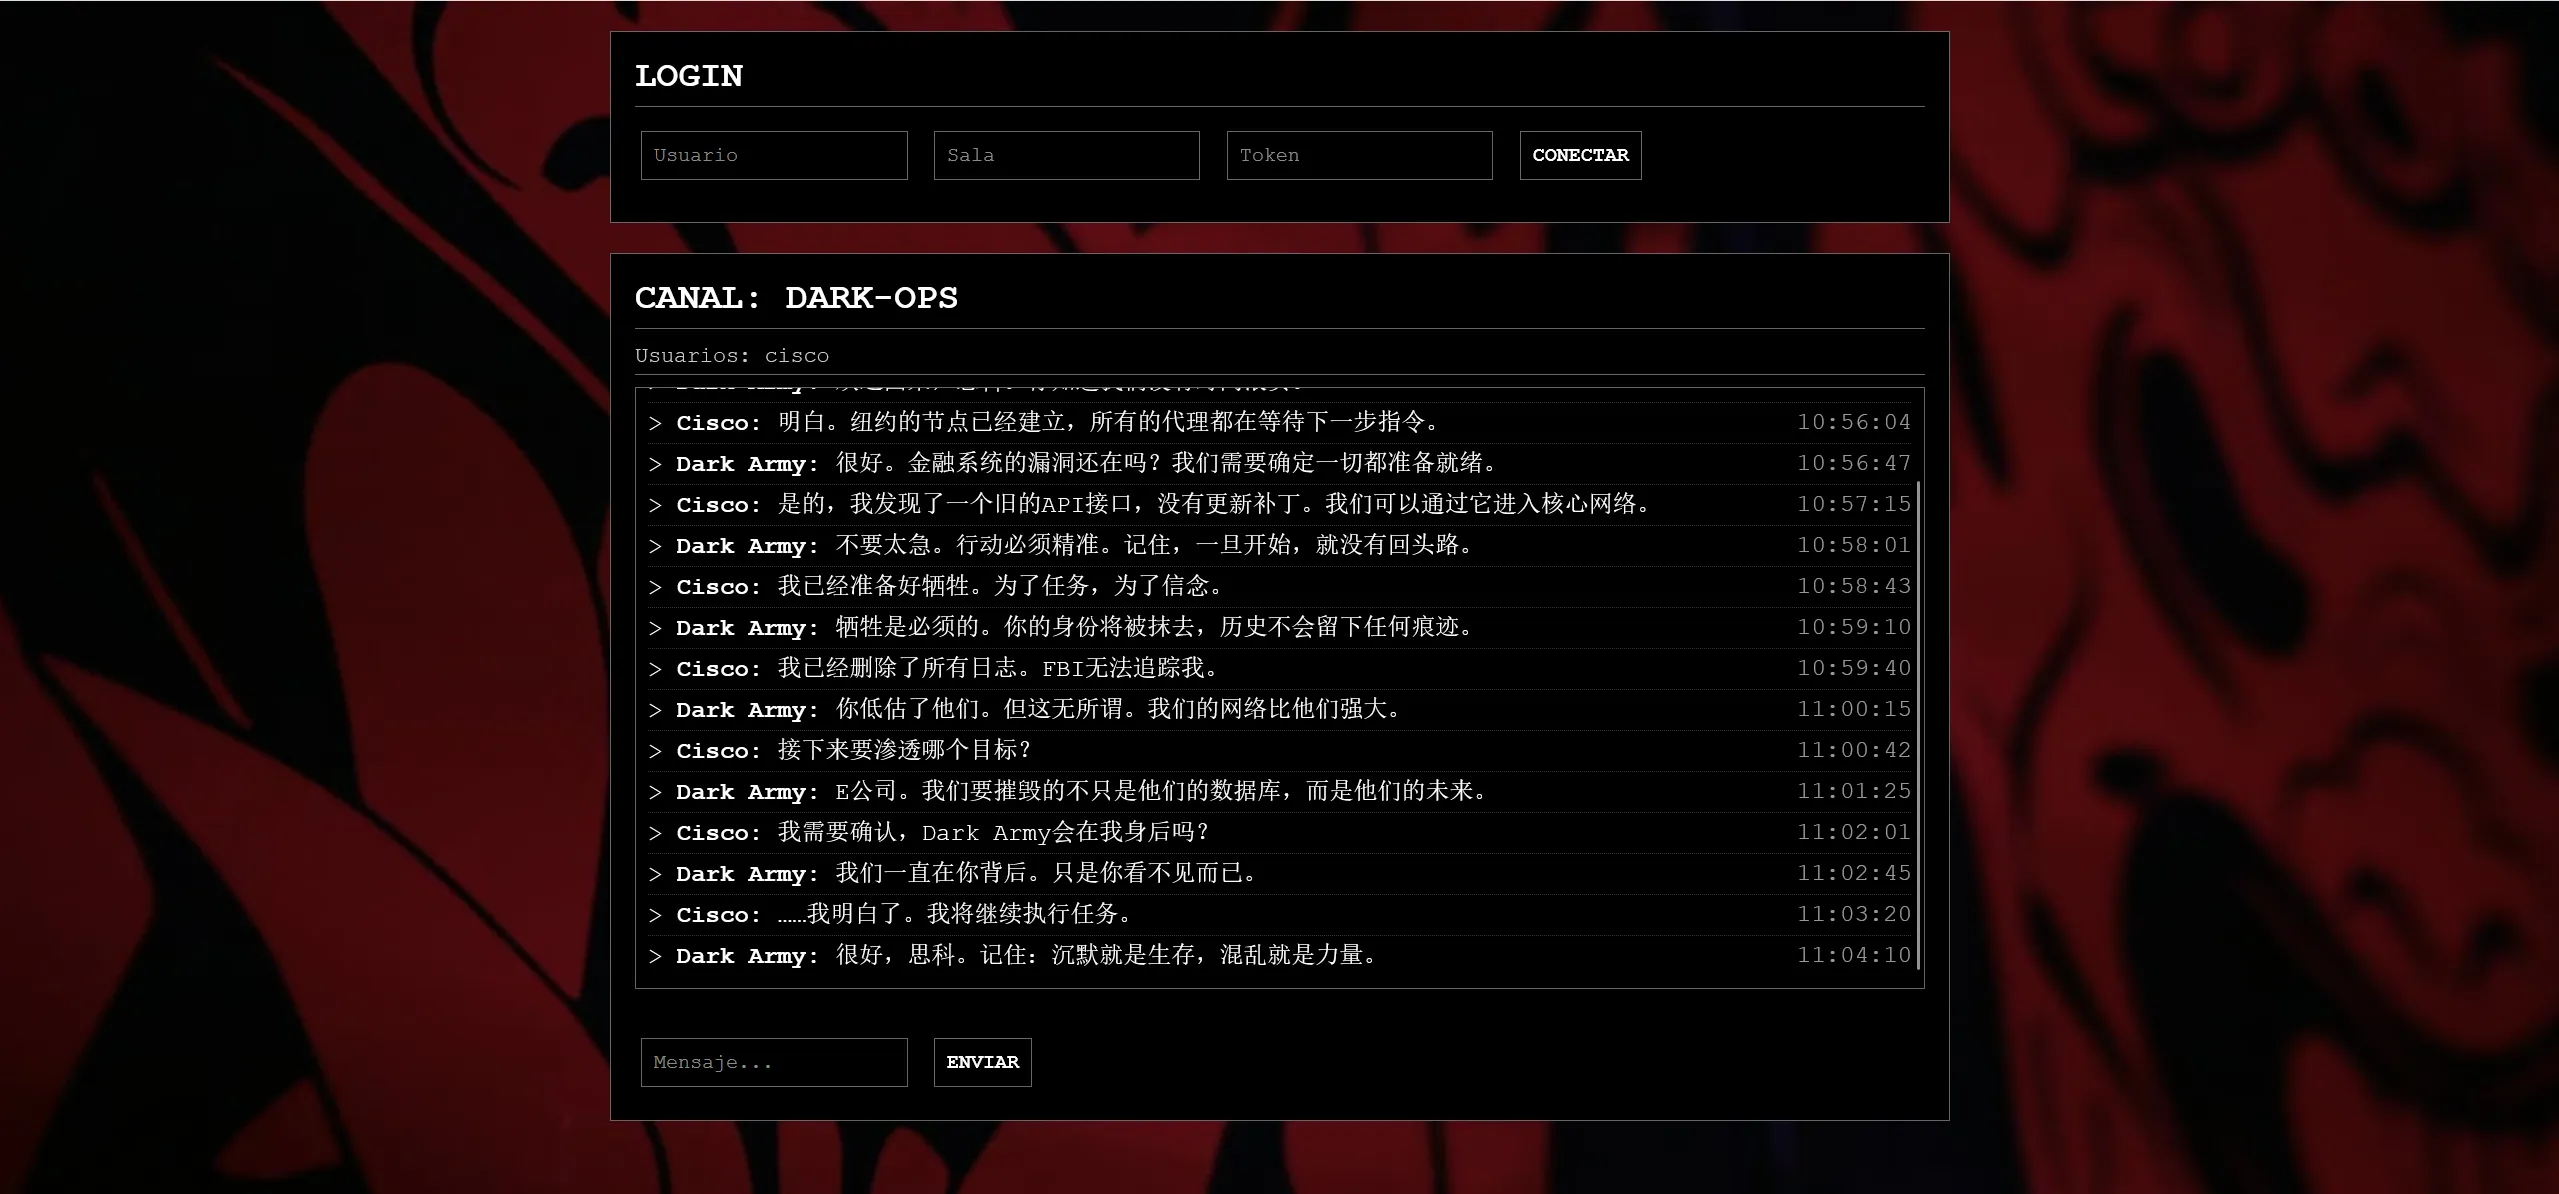 LOGIN
Usuario
Sala
Token
CONECTAR
CANAL: DARK-OPS
Usuarios: cisco
> Cisco: 明白。纽约的节点已经建立，所有的代理都在等待下一步指令。 10:56:04
> Dark Army: 很好。金融系统的漏洞还在吗？我们需要确定一切都准备就绪。 10:56:47
> Cisco: 是的，我发现了一个旧的API接口，没有更新补丁。我们可以通过它进入核心网络。 10:57:15
> Dark Army: 不要太急。行动必须精准。记住，一旦开始，就没有回头路。 10:58:01
> Cisco: 我已经准备好牺牲。为了任务，为了信念。 10:58:43
> Dark Army: 牺牲是必须的。你的身份将被抹去，历史不会留下任何痕迹。 10:59:10
> Cisco: 我已经删除了所有日志。FBI无法追踪我。 10:59:40
> Dark Army: 你低估了他们。但这无所谓。我们的网络比他们强大。 11:00:15
> Cisco: 接下来要渗透哪个目标？ 11:00:42
> Dark Army: E公司。我们要摧毁的不只是他们的数据库，而是他们的未来。 11:01:25
> Cisco: 我需要确认，Dark Army会在我身后吗？ 11:02:01
> Dark Army: 我们一直在你背后。只是你看不见而已。 11:02:45
> Cisco: ……我明白了。我将继续执行任务。 11:03:20
> Dark Army: 很好，思科。记住：沉默就是生存，混乱就是力量。 11:04:10
Mensaje...
ENVIAR